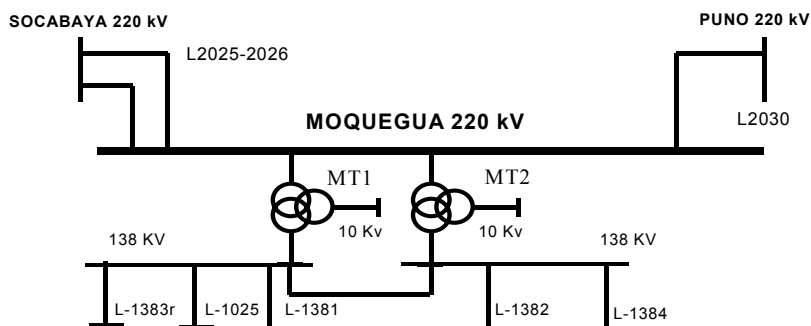 SOCABAYA 220 kV
PUNO 220 kV
L2025-2026
L2030
MOQUEGUA 220 kV
MT1
MT2
10 Kv
10 Kv
138 KV
138 KV
L-1383r
L-1025
L-1381
L-1382
L-1384